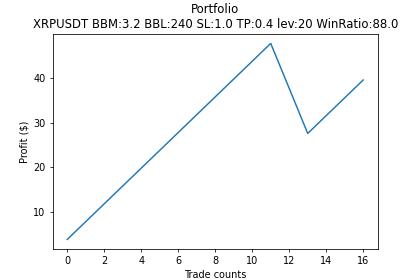 Portfolio
XRPUSDT BBM:3.2 BBL:240 SL:1.0 TP:0.4 lev:20 WinRatio:88.0
40
30
20
10
Profit ($)
0 2 4 6 8 10 12 14 16
Trade counts